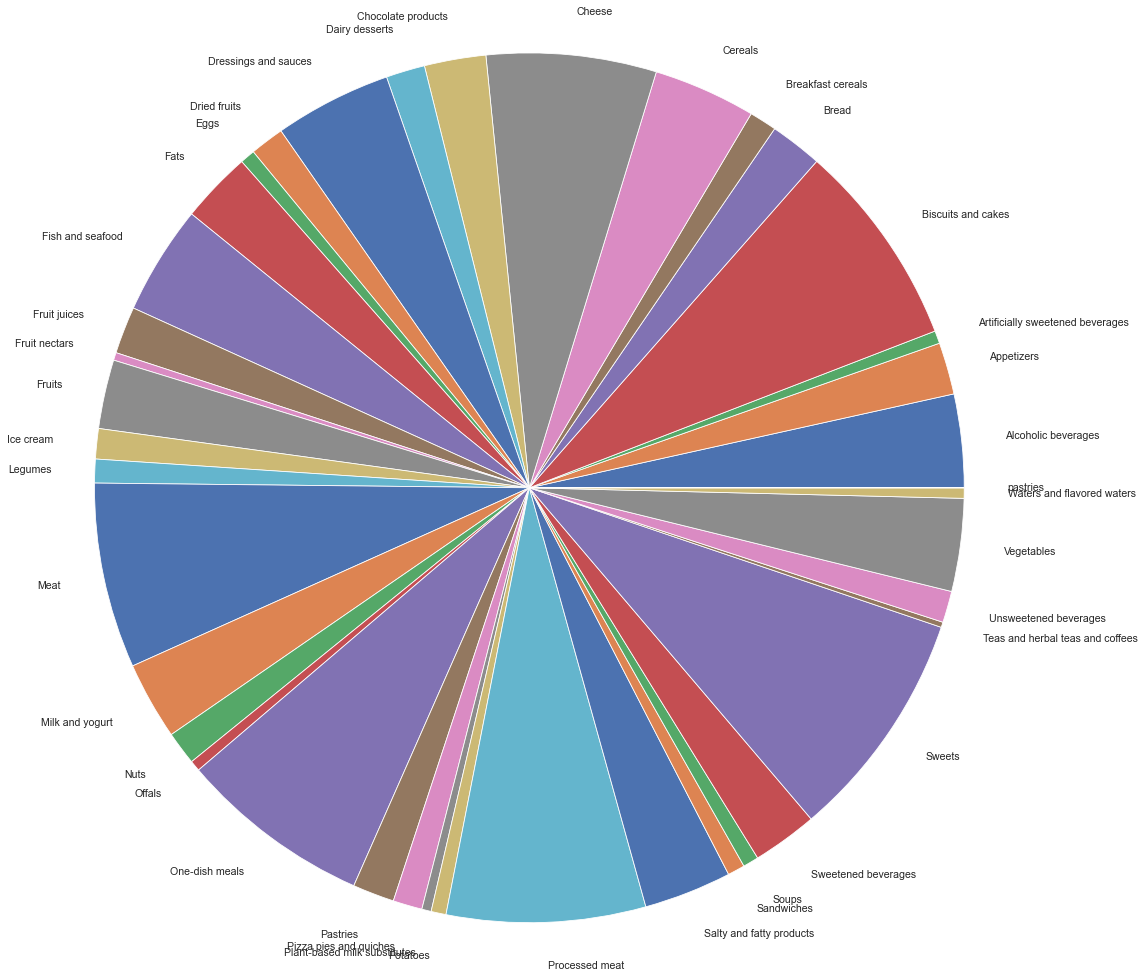 Cheese
Chocolate products
Dairy desserts
Cereals
Dressings and sauces
Breakfast cereals
Dried fruits
Bread
Eggs
Fats
Biscuits and cakes
Fish and seafood
Fruit juices
Artificially sweetened beverages
Fruit nectars
Appetizers
Fruits
Alcoholic beverages
Ice cream
Legumes
pastries
Waters and flavored waters
Vegetables
Meat
Unsweetened beverages
Teas and herbal teas and coffees
Milk and yogurt
Sweets
Nuts
Offals
One-dish meals
Sweetened beverages
Soups
Sandwiches
Pastries
Salty and fatty products
Pizza pies and quiches
Plant-based milk substitutes
Potatoes
Processed meat